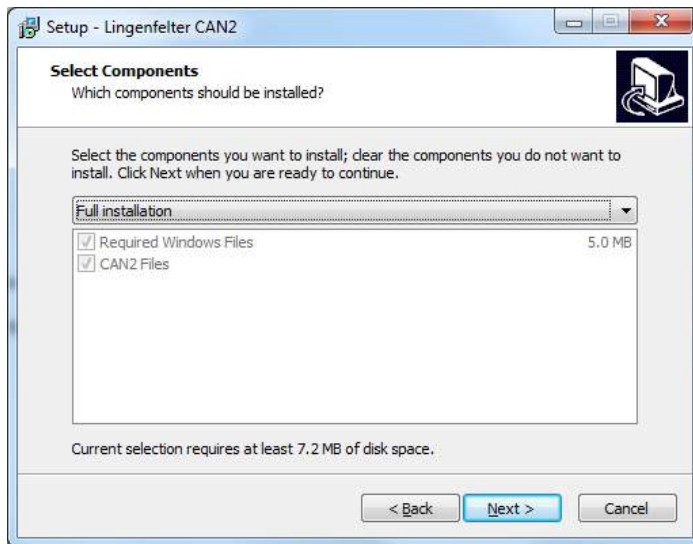 Setup - Lingenfelter CAN2
Select Components
Which components should be installed?
Select the components you want to install; clear the components you do not want to
install. Click Next when you are ready to continue.
Full installation
Required Windows Files 5.0 MB
CAN2 Files
Current selection requires at least 7.2 MB of disk space.
< Back Next > Cancel